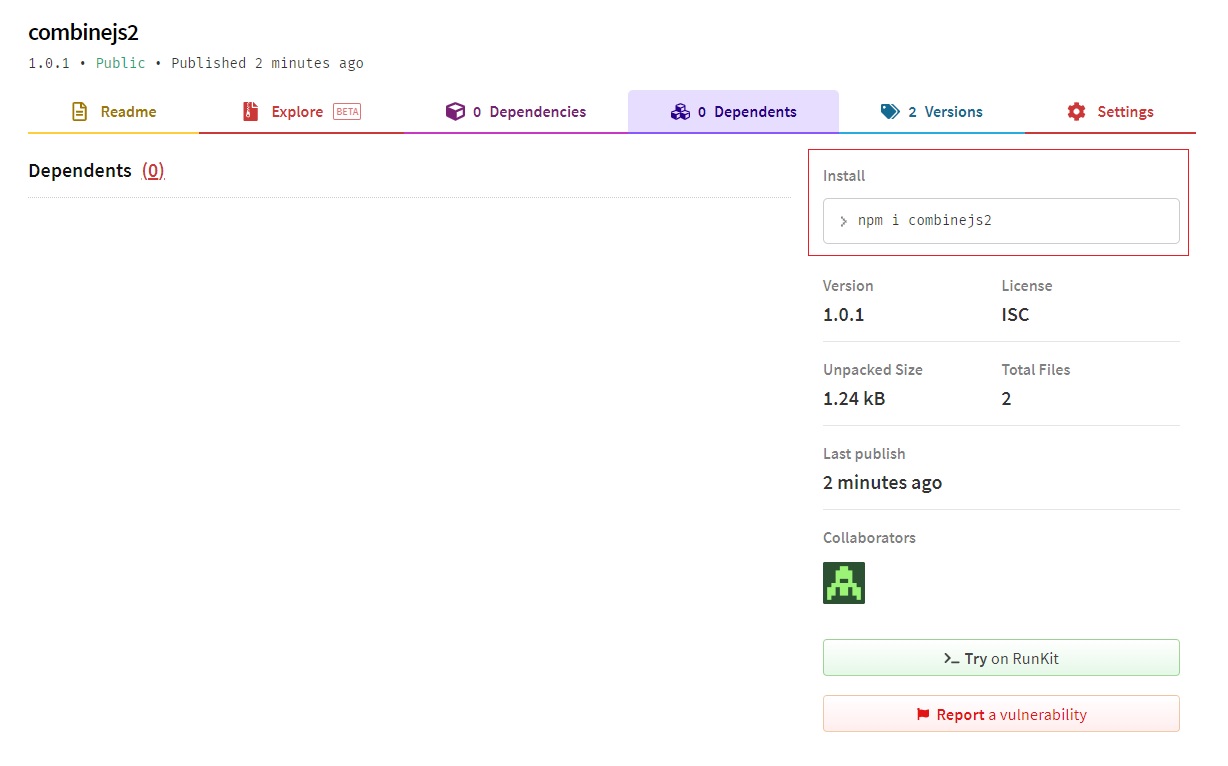 combinejs2
1.0.1 • Public • Published 2 minutes ago
Readme
Explore BETA
0 Dependencies
0 Dependents
2 Versions
Settings
Dependents (0)
Install
> npm i combinejs2
Version
1.0.1
License
ISC
Unpacked Size
1.24 kB
Total Files
2
Last publish
2 minutes ago
Collaborators
Try on RunKit
Report a vulnerability